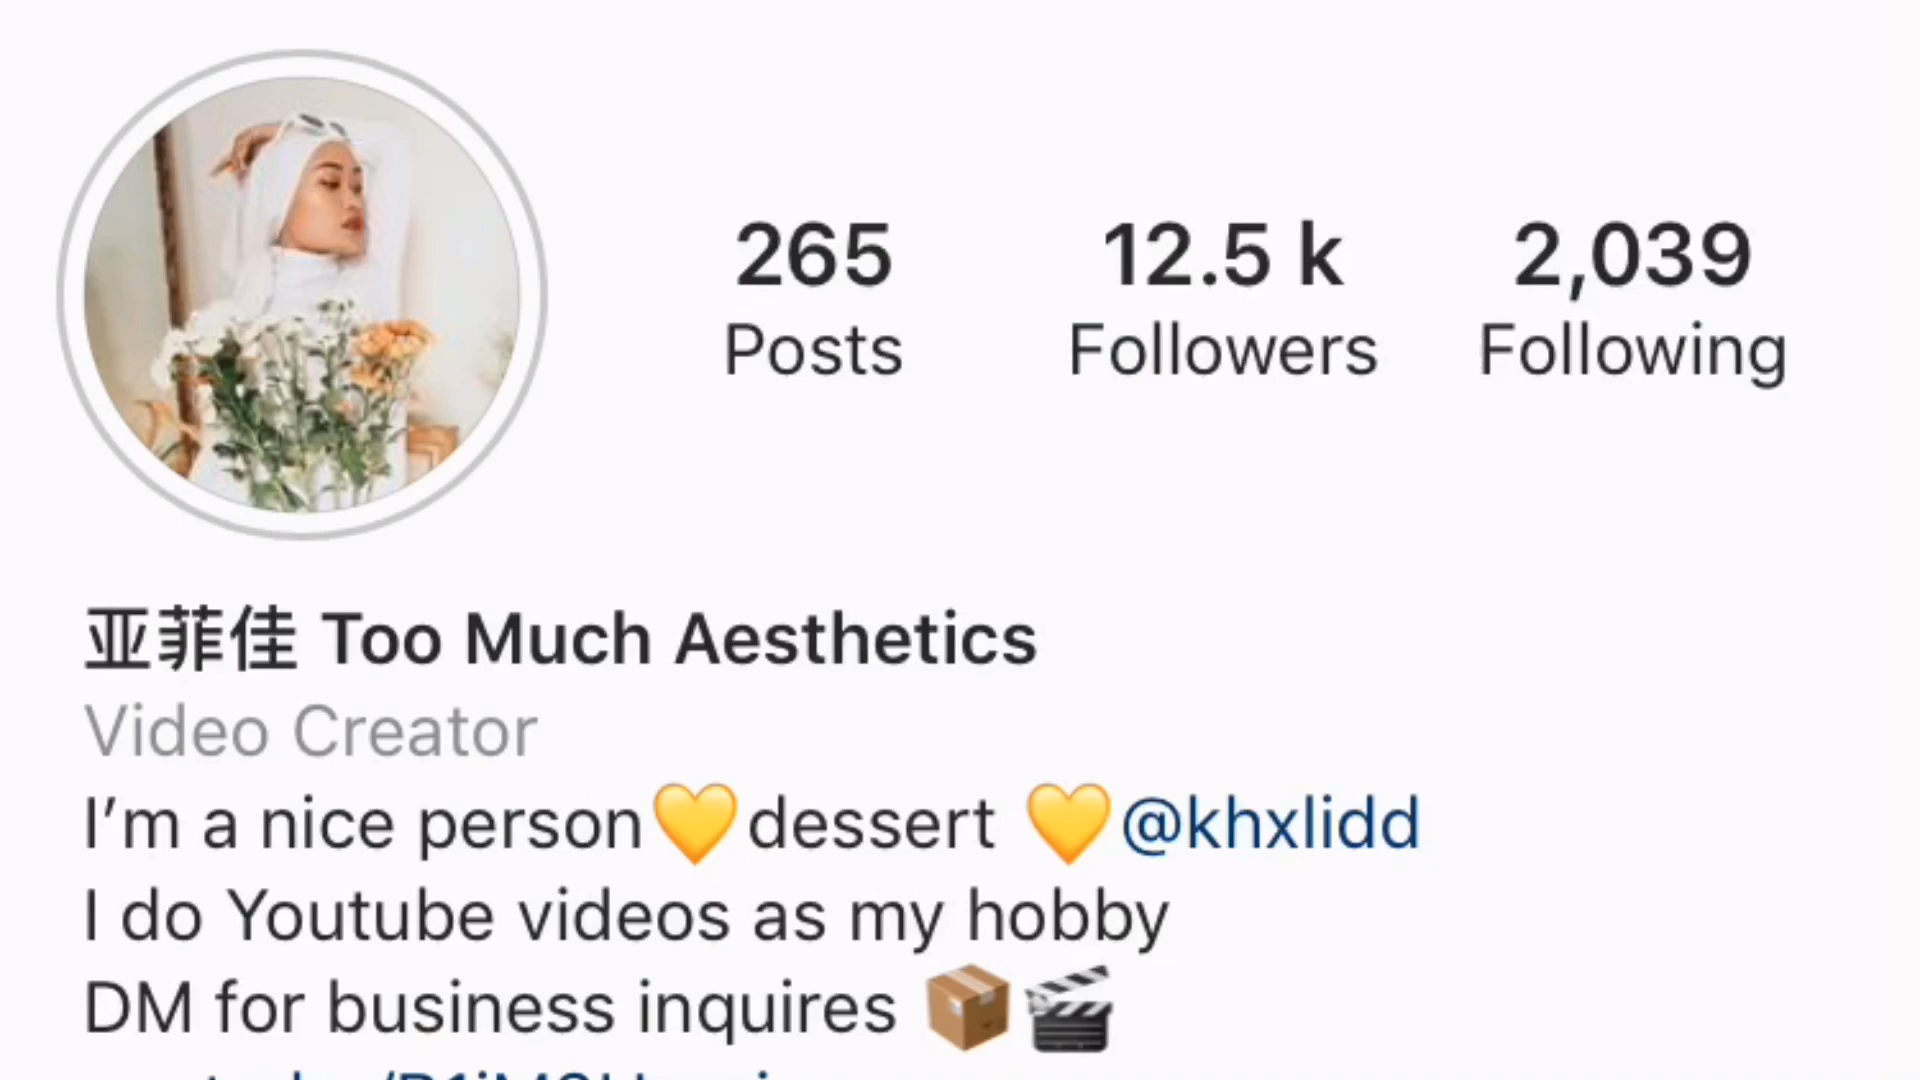 265 12.5 k 2,039
Posts Followers Following
亚菲佳 Too Much Aesthetics
Video Creator
I’m a nice person💛dessert 💛@khxlidd
I do Youtube videos as my hobby
DM for business inquires 📦🎬